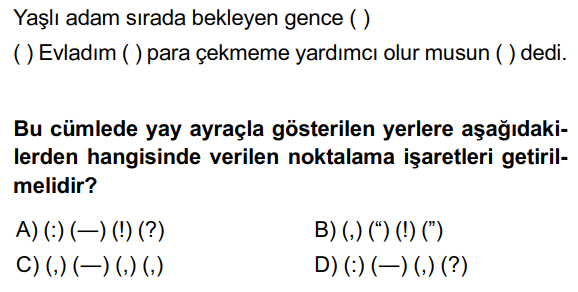 Yaşlı adam sırada bekleyen gence ( )
( ) Evladım ( ) para çekmeme yardımcı olur musun ( ) dedi.
Bu cümlede yay ayraçla gösterilen yerlere aşağıdaki-
lerden hangisinde verilen noktalama işaretleri getiril-
melidir?
A) (:) (—) (!) (?)
B) (,) (“) (!) (”)
C) (,) (—) (,) (,)
D) (:) (—) (,) (?)